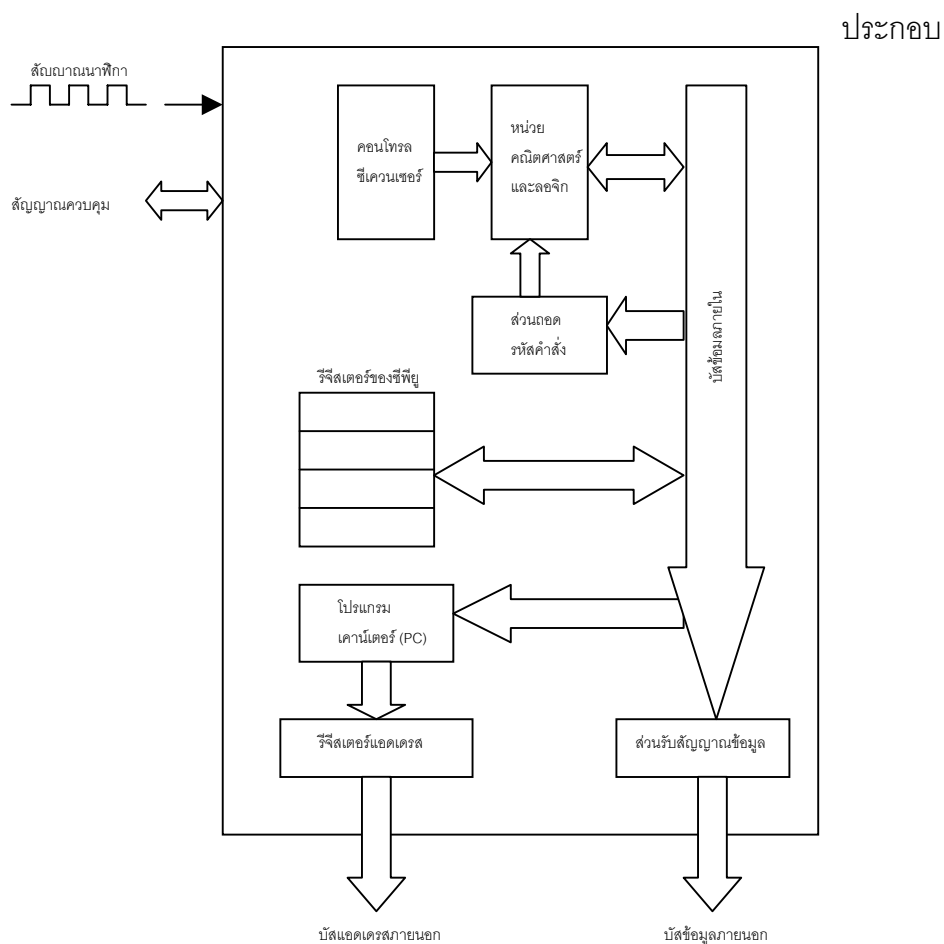 ประกอบ
สัญญาณนาฬิกา
คอนโทรล
ซีเควนเซอร์
หน่วย
คณิตศาสตร์
และลอจิก
สัญญาณควบคุม
ส่วนถอด
รหัสคำสั่ง
บัสข้อมูลภายใน
รีจีสเตอร์ของซีพียู
โปรแกรม
เคาน์เตอร์ (PC)
รีจีสเตอร์แอดเดรส
ส่วนรับสัญญาณข้อมูล
บัสแอดเดรสภายนอก
บัสข้อมูลภายนอก